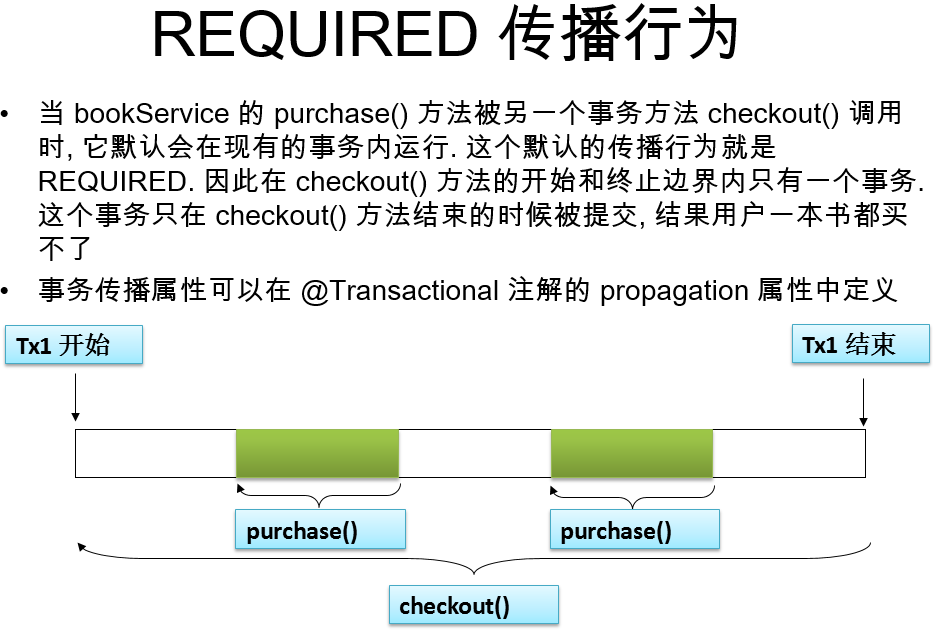 REQUIRED 传播行为
• 当 bookService 的 purchase() 方法被另一个事务方法 checkout() 调用
时, 它默认会在现有的事务内运行. 这个默认的传播行为就是
REQUIRED. 因此在 checkout() 方法的开始和终止边界内只有一个事务.
这个事务只在 checkout() 方法结束的时候被提交, 结果用户一本书都买
不了
• 事务传播属性可以在 @Transactional 注解的 propagation 属性中定义
Tx1 开始
Tx1 结束
purchase()
purchase()
checkout()